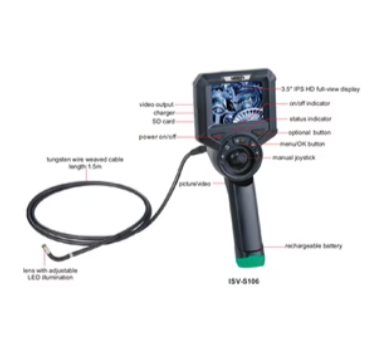 3.5" IPS HD full-view display
video output
on/off indicator
charger
SD card
status indicator
power on/off
optional button
menu/OK button
tungsten wire weaved cable
length:1.5m
manual joystick
picture/video
rechargeable battery
lens with adjustable
LED illumination
ISV-S106